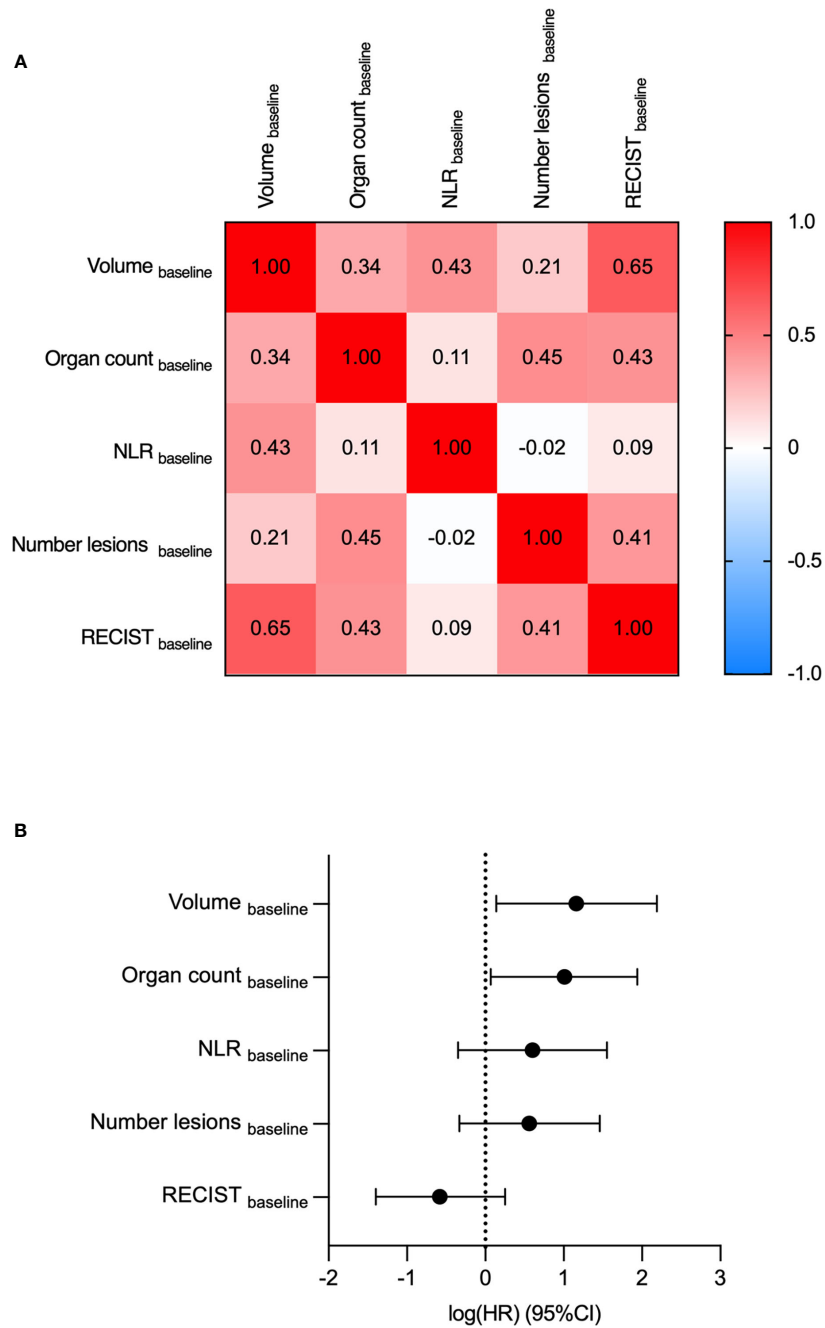 A
Volume baseline
Organ count baseline
NLR baseline
Number lesions baseline
RECIST baseline
Volume baseline 1.00 0.34 0.43 0.21 0.65
Organ count baseline 0.34 1.00 0.11 0.45 0.43
NLR baseline 0.43 0.11 1.00 -0.02 0.09
Number lesions baseline 0.21 0.45 -0.02 1.00 0.41
RECIST baseline 0.65 0.43 0.09 0.41 1.00
1.0
0.5
0
-0.5
-1.0
B
Volume baseline
Organ count baseline
NLR baseline
Number lesions baseline
RECIST baseline
-2 -1 0 1 2 3
log(HR) (95%CI)